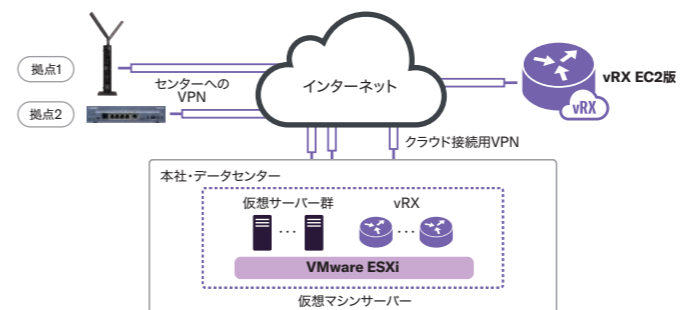 拠点1
センターへの
VPN
拠点2
インターネット
vRX EC2版
vRX
クラウド接続用VPN
本社・データセンター
仮想サーバー群
vRX
・・・
・・・
VMware ESXi
仮想マシンサーバー